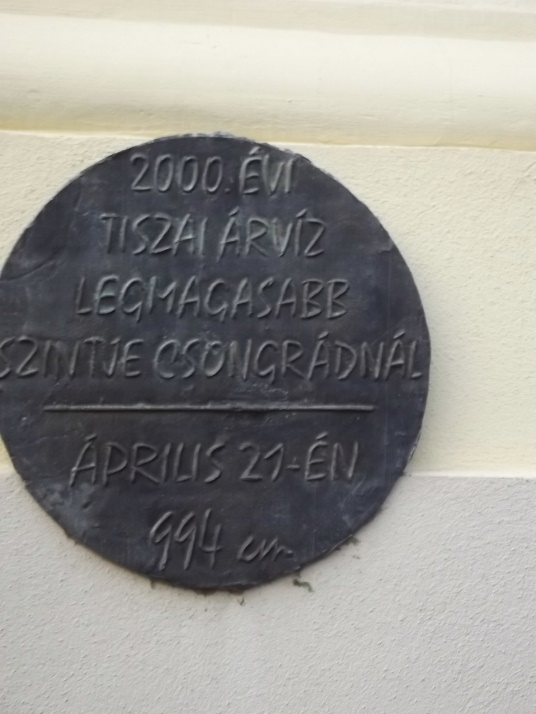 2000. ÉVI
TISZAI ÁRVÍZ
LEGMAGASABB
SZINTJE CSONGRÁDNÁL
ÁPRILIS 21-ÉN
994 cm